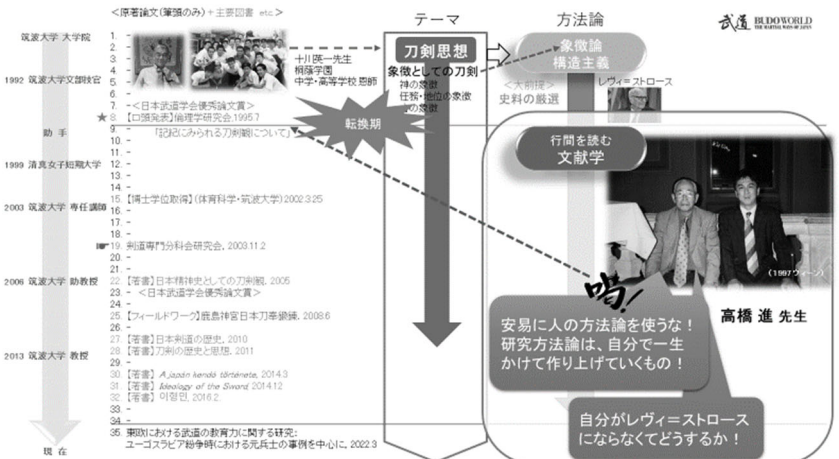 ＜原著論文(筆頭のみ)＋主要図書 etc.＞
テーマ
方法論
武道 BUDO WORLD
THE MARTIAL WAYS OF JAPAN
筑波大学 大学院
1992 筑波大学文部技官
助 手
1999 清真女子短期大学
2003 筑波大学 専任講師
2006 筑波大学 助教授
2013 筑波大学 教授
現 在
1.
2.
3.
4.
5.
6.
7. ＜日本武道学会優秀論文賞＞
★ 8. 【口頭発表】倫理学研究会,1995.7
9. 「記紀にみられる刀剣観について」
10.
11.
12.
13.
14.
15. 【博士学位取得】(体育科学・筑波大学)2002.3.25
16.
17.
18.
19. 剣道専門分科会研究会, 2003.11.2
20.
21.
22. 【著書】日本精神史としての刀剣観, 2005
23. ＜日本武道学会優秀論文賞＞
24.
25. 【フィールドワーク】鹿島神宮日本刀奉鍛鍛, 2008.6
26.
27. 【著書】日本剣道の歴史, 2010
28. 【著書】刀剣の歴史と思想, 2011
29.
30. 【著書】 A japán kendó története, 2014.3
31. 【著書】 Ideology of the Sword, 2014.12
32. 【著書】 이형민, 2016.2.
33.
34.
35. 東欧における武道の教育力に関する研究:
ユーゴスラビア紛争時における元兵士の事例を中心に, 2022.3
十川英一先生
桐蔭学園
中学・高等学校 恩師
転換期
刀剣思想
象徴としての刀剣
神の象徴
任務・地位の象徴
の象徴
象徴論
構造主義
＜大前提＞
史料の厳選
レヴィ＝ストロース
行間を読む
文献学
(1997 ウィーン)
喝！
高橋 進 先生
安易に人の方法論を使うな！
研究方法論は、自分で一生
かけて作り上げていくもの！
自分がレヴィ＝ストロース
にならなくてどうするか！